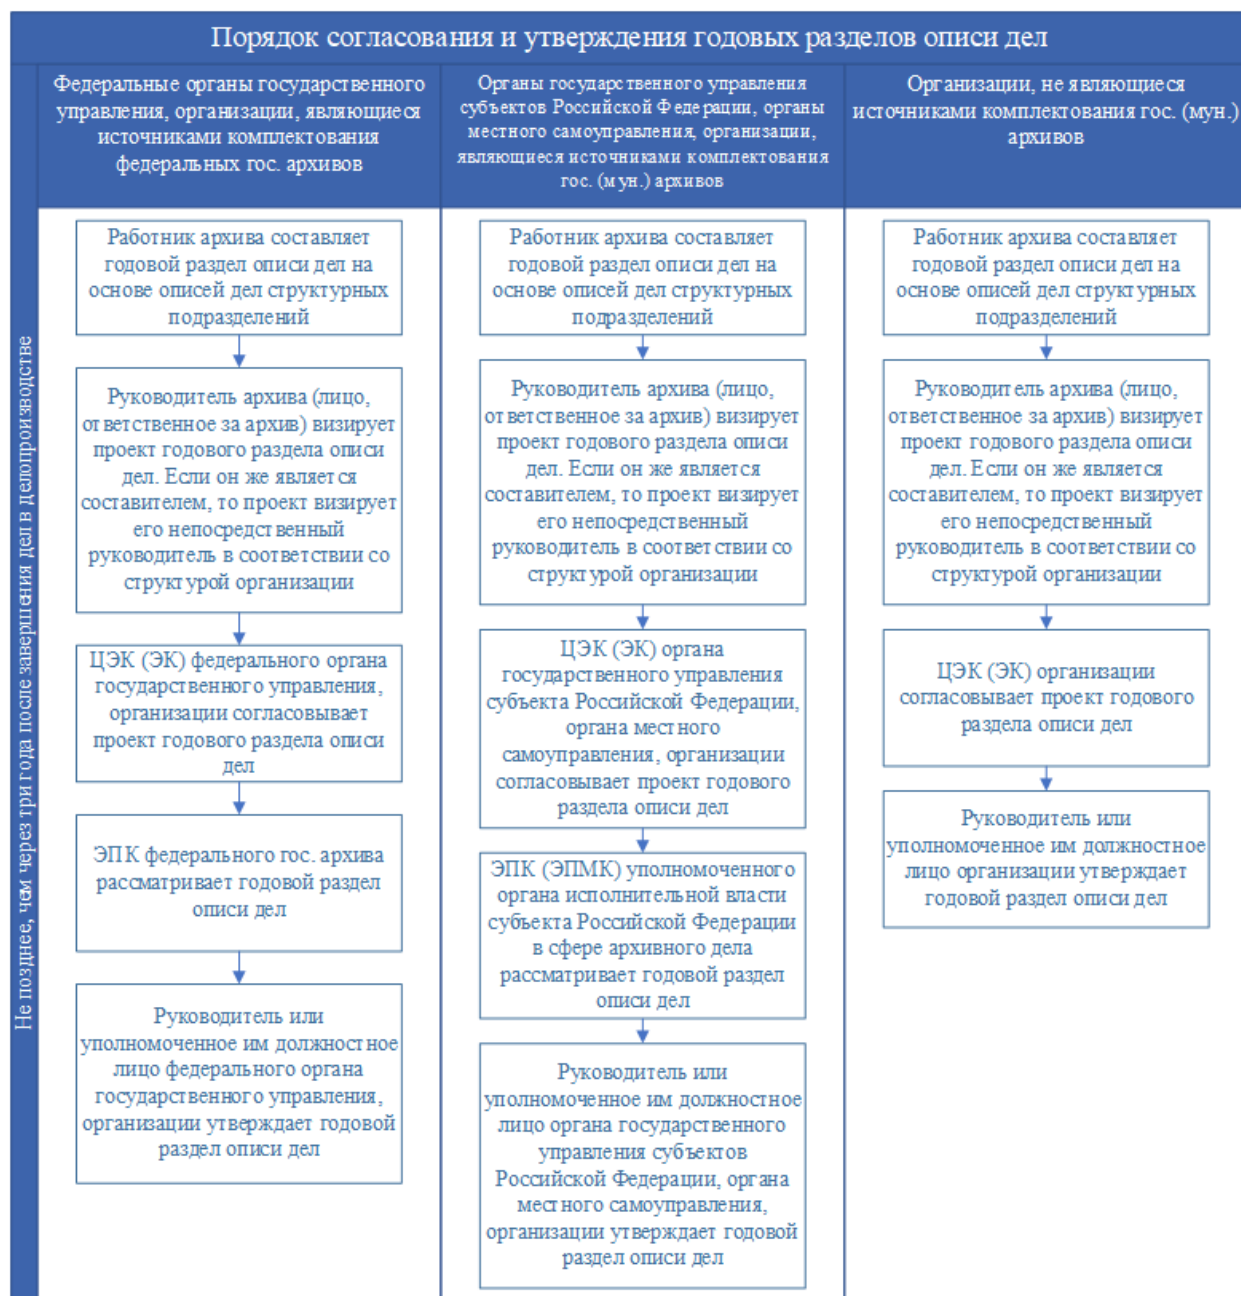 Порядок согласования и утверждения годовых разделов описи дел
Не позднее, чем через три года после завершения дел в делопроизводстве
Федеральные органы государственного
управления, организации, являющиеся
источниками комплектования
федеральных гос. архивов
Работник архива составляет
годовой раздел описи дел на
основе описей дел структурных
подразделений
Руководитель архива (лицо,
ответственное за архив) визирует
проект годового раздела описи
дел. Если он же является
составителем, то проект визирует
его непосредственный
руководитель в соответствии со
структурой организации
ЦЭК (ЭК) федерального органа
государственного управления,
организации согласовывает
проект годового раздела описи
дел
ЭПК федерального гос. архива
рассматривает годовой раздел
описи дел
Руководитель или
уполномоченное им должностное
лицо федерального органа
государственного управления,
организации утверждает годовой
раздел описи дел
Органы государственного управления
субъектов Российской Федерации, органы
местного самоуправления, организации,
являющиеся источниками комплектования
гос. (мун.) архивов
Работник архива составляет
годовой раздел описи дел на
основе описей дел структурных
подразделений
Руководитель архива (лицо,
ответственное за архив) визирует
проект годового раздела описи
дел. Если он же является
составителем, то проект визирует
его непосредственный
руководитель в соответствии со
структурой организации
ЦЭК (ЭК) органа
государственного управления
субъекта Российской Федерации,
органа местного
самоуправления, организации
согласовывает проект годового
раздела описи дел
ЭПК (ЭПМК) уполномоченного
органа исполнительной власти
субъекта Российской Федерации
в сфере архивного дела
рассматривает годовой раздел
описи дел
Руководитель или
уполномоченное им должностное
лицо органа государственного
управления субъектов
Российской Федерации, органа
местного самоуправления,
организации утверждает годовой
раздел описи дел
Организации, не являющиеся
источниками комплектования гос. (мун.)
архивов
Работник архива составляет
годовой раздел описи дел на
основе описей дел структурных
подразделений
Руководитель архива (лицо,
ответственное за архив) визирует
проект годового раздела описи
дел. Если он же является
составителем, то проект визирует
его непосредственный
руководитель в соответствии со
структурой организации
ЦЭК (ЭК) организации
согласовывает проект годового
раздела описи дел
Руководитель или
уполномоченное им должностное
лицо организации утверждает
годовой раздел описи дел